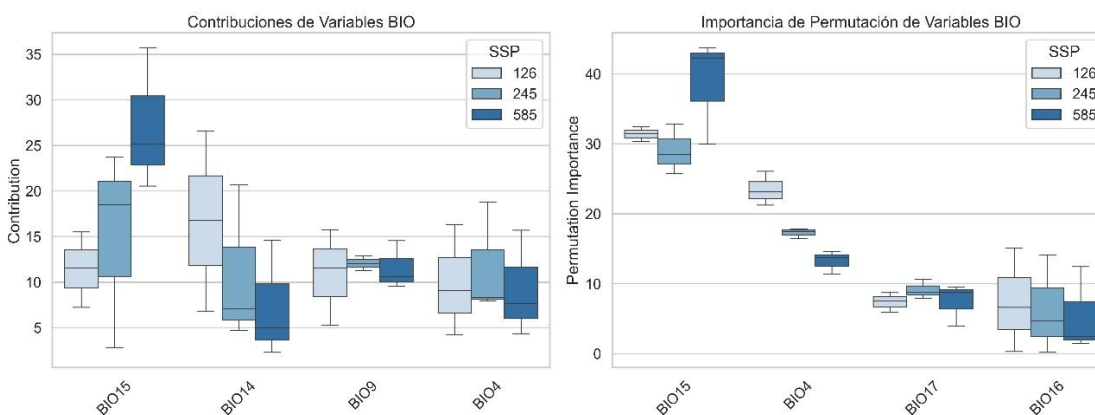 Contribuciones de Variables BIO
Contribution
35
30
25
20
15
10
5
SSP
126
245
585
BIO15
BIO14
BIO9
BIO4
Importancia de Permutación de Variables BIO
Permutation Importance
40
30
20
10
0
SSP
126
245
585
BIO15
BIO4
BIO17
BIO16